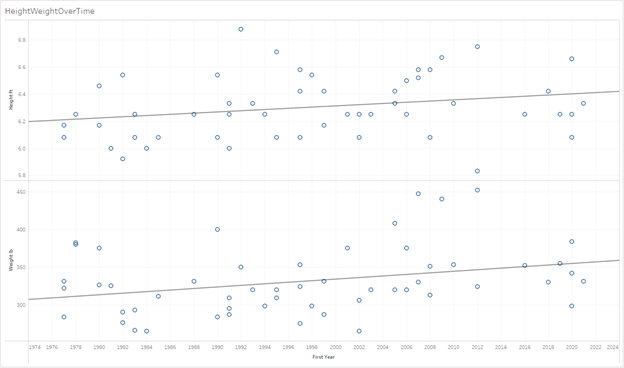 HeightWeightOverTime
6.8
6.6
6.4
6.2
5.8
Height ft
450
400
350
300
Weight lb
1974 1976 1978 1980 1982 1984 1986 1988 1990 1992 1994 1996 1998 2000 2002 2004 2006 2008 2010 2012 2014 2016 2018 2020 2022 2024
First Year